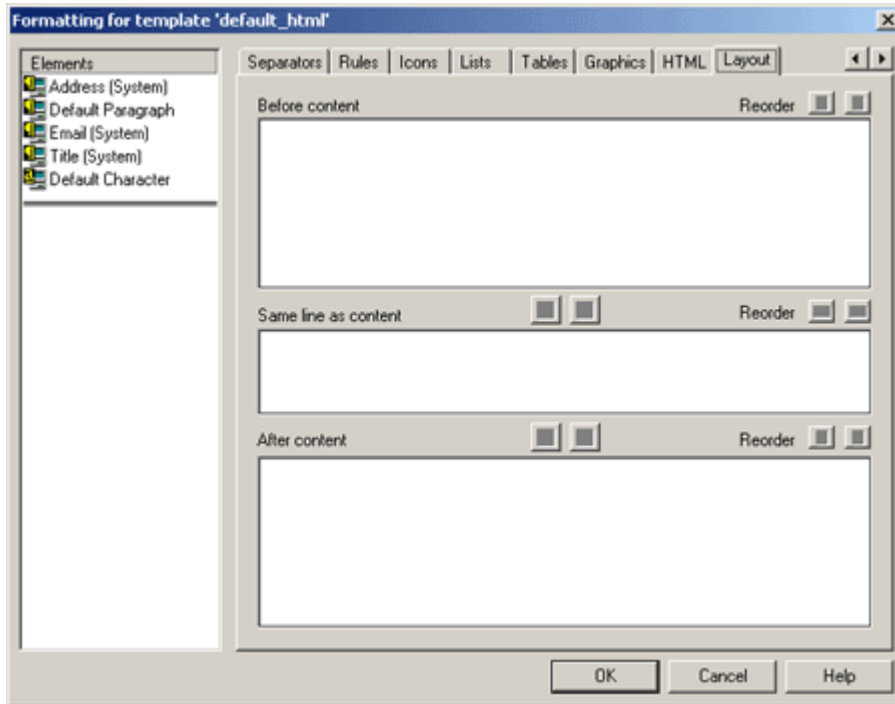 Formatting for template 'default_html'
Elements
Address (System)
Default Paragraph
Email (System)
Title (System)
Default Character
Separators Rules Icons Lists Tables Graphics HTML Layout
Before content Reorder
Same line as content Reorder
After content Reorder
OK Cancel Help